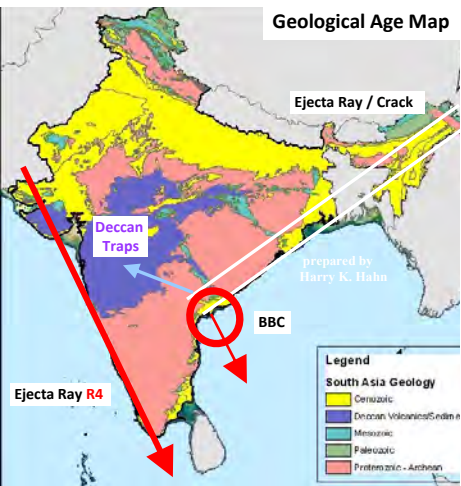 Geological Age Map
Ejecta Ray / Crack
Deccan
Traps
prepared by
Harry K. Hahn
BBC
Ejecta Ray R4
Legend
South Asia Geology
Cenozoic
Deccan Volcanics/Sedime
Mesozoic
Paleozoic
Proterozoic - Archean